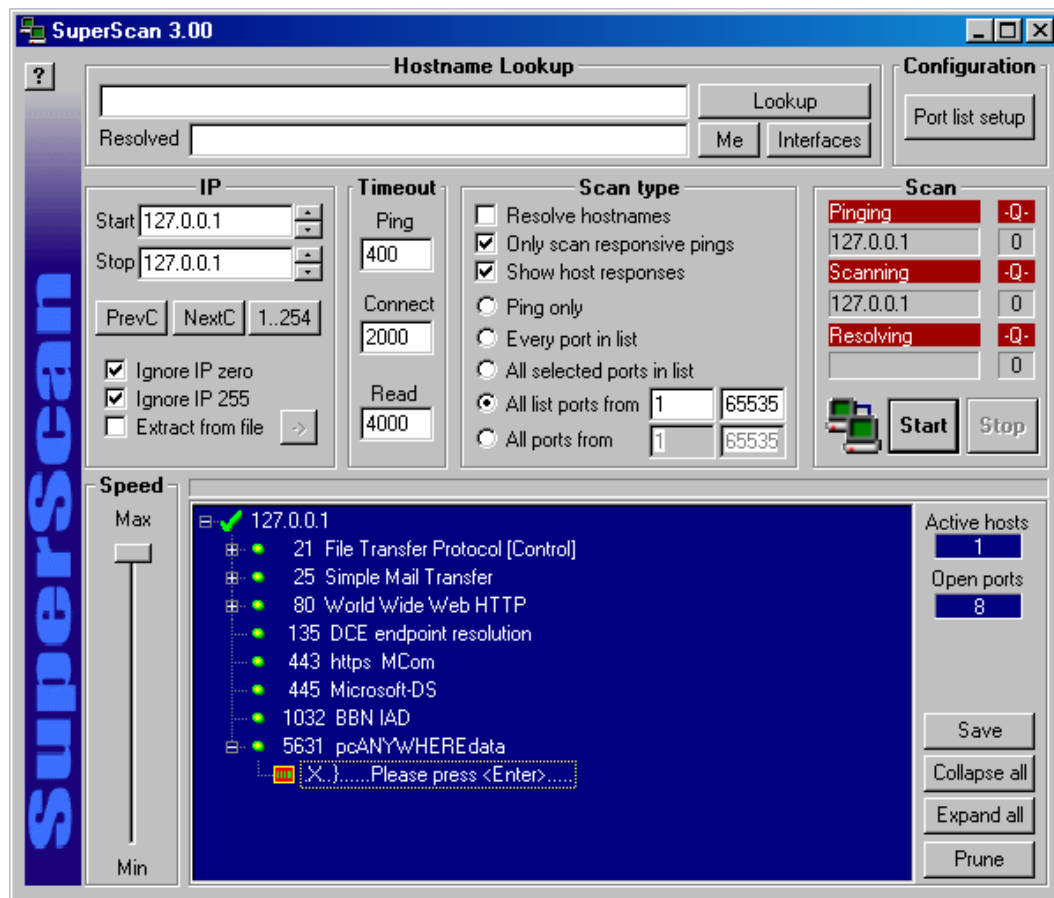 SuperScan 3.00
?
Hostname Lookup
Lookup
Resolved
Me
Interfaces
Configuration
Port list setup
IP
Start 127.0.0.1
Stop 127.0.0.1
PrevC NextC 1..254
Ignore IP zero
Ignore IP 255
Extract from file ->
Timeout
Ping
400
Connect
2000
Read
4000
Scan type
Resolve hostnames
Only scan responsive pings
Show host responses
Ping only
Every port in list
All selected ports in list
All list ports from 1 65535
All ports from 1 65535
Scan
Pinging -Q-
127.0.0.1 0
Scanning -Q-
127.0.0.1 0
Resolving -Q-
0
Start Stop
SuperScan
Speed
Max
Min
127.0.0.1
21 File Transfer Protocol [Control]
25 Simple Mail Transfer
80 World Wide Web HTTP
135 DCE endpoint resolution
443 https MCom
445 Microsoft-DS
1032 BBN IAD
5631 pcANYWHEREdata
.X..}......Please press <Enter>.....
Active hosts
1
Open ports
8
Save
Collapse all
Expand all
Prune